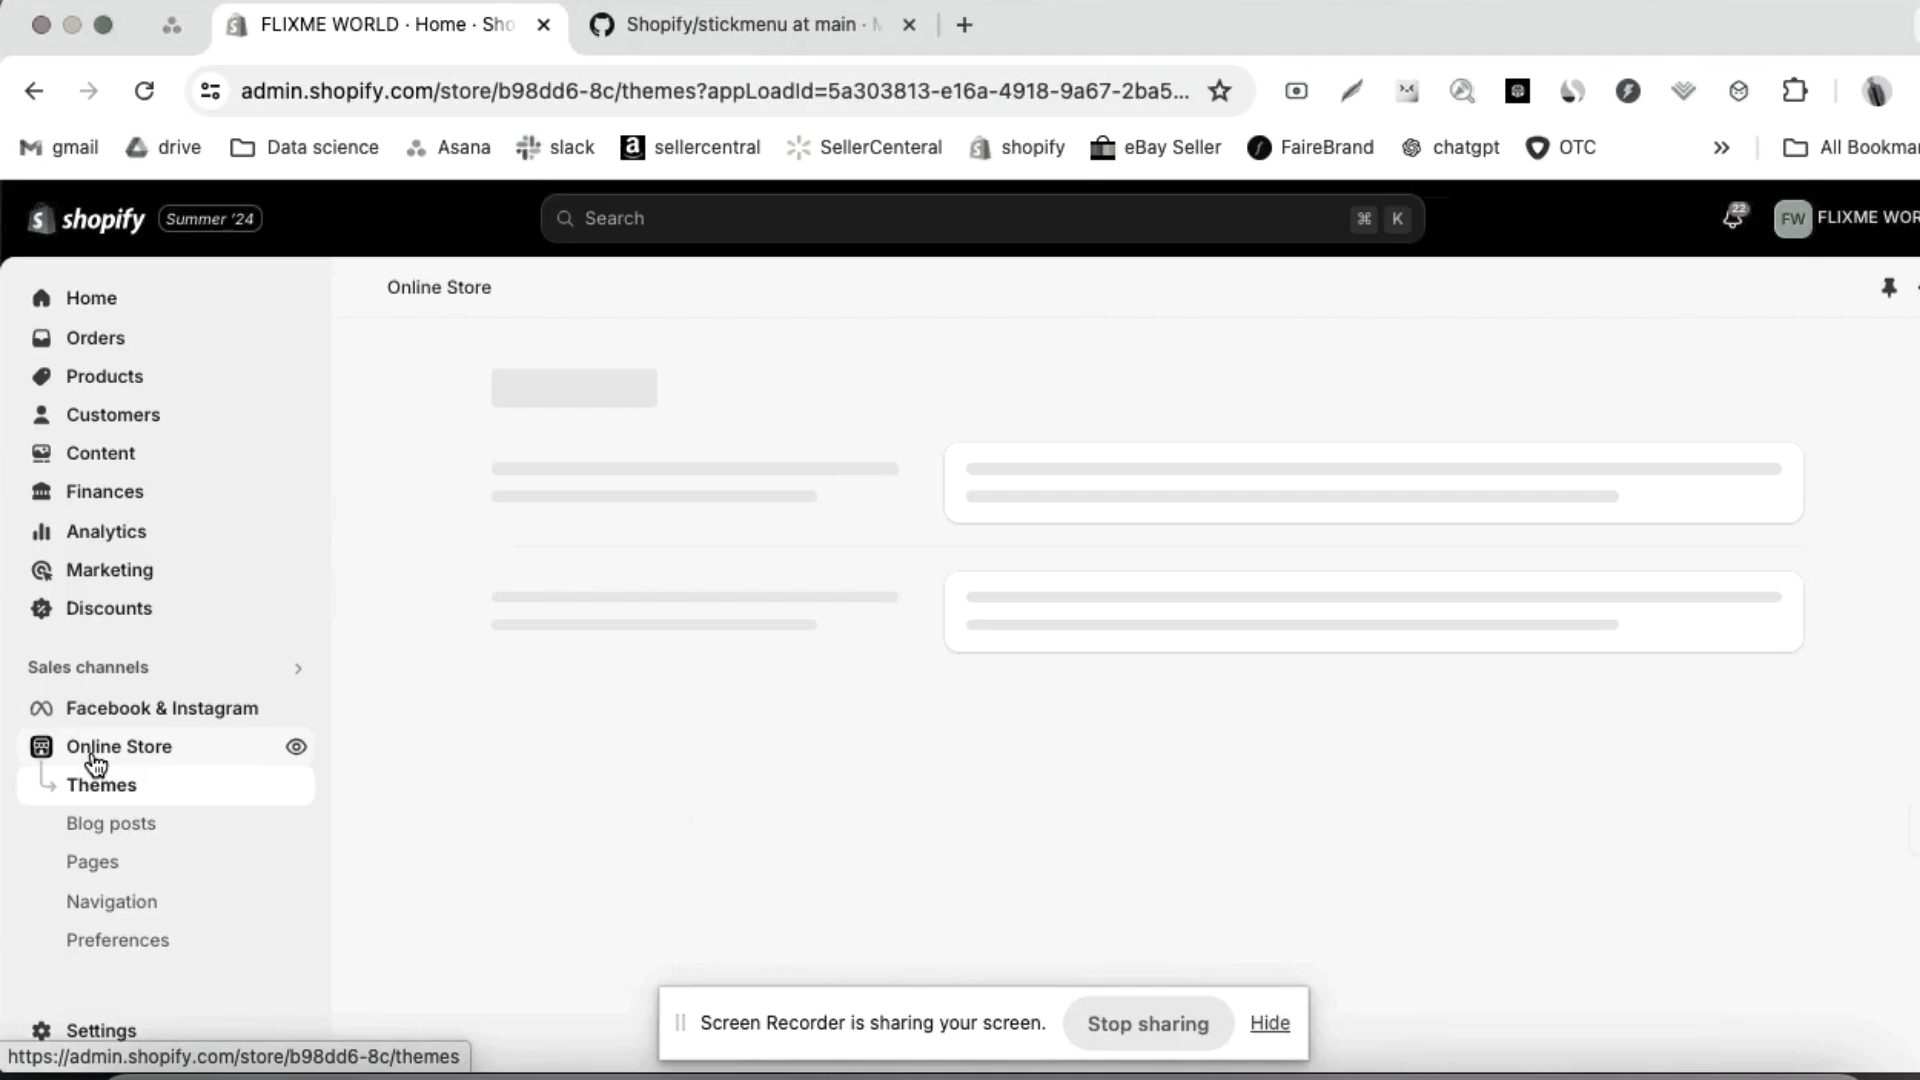 FLIXME WORLD · Home · Sho
Shopify/stickmenu at main ·
admin.shopify.com/store/b98dd6-8c/themes?appLoadId=5a303813-e16a-4918-9a67-2ba5...
gmail
drive
Data science
Asana
slack
sellercentral
SellerCenteral
shopify
eBay Seller
FaireBrand
chatgpt
OTC
»
All Bookmar
shopify
Summer '24
Search
⌘ K
22
FW
FLIXME WOR
Home
Orders
Products
Customers
Content
Finances
Analytics
Marketing
Discounts
Sales channels
Facebook & Instagram
Online Store
Themes
Blog posts
Pages
Navigation
Preferences
Settings
Online Store
Screen Recorder is sharing your screen.
Stop sharing
Hide
https://admin.shopify.com/store/b98dd6-8c/themes